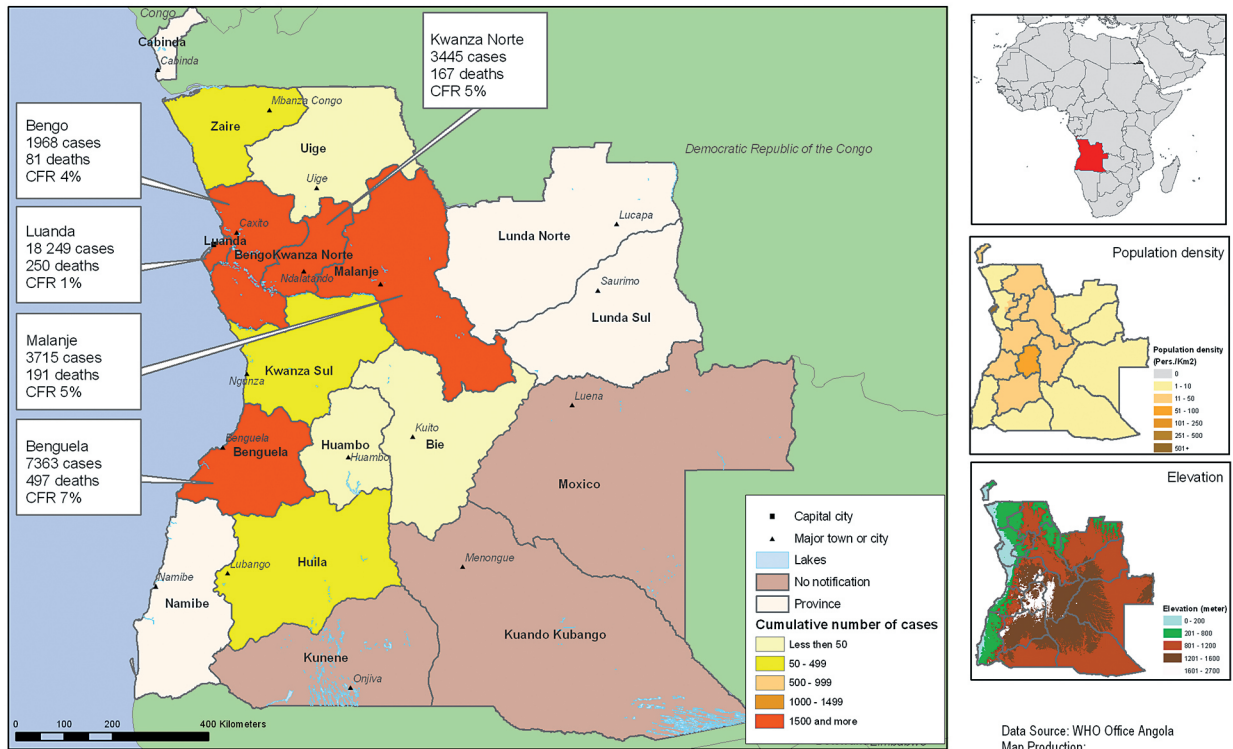 Congo
Cabinda
Cabinda
Kwanza Norte
3445 cases
167 deaths
CFR 5%
Bengo
1968 cases
81 deaths
CFR 4%
Luanda
18 249 cases
250 deaths
CFR 1%
Malanje
3715 cases
191 deaths
CFR 5%
Benguela
7363 cases
497 deaths
CFR 7%
Mbanza Congo
Zaire
Uige
Uige
Democratic Republic of the Congo
Caxito
Luanda
Bengo
Kwanza Norte
Ndalatando
Malanje
Lunda Norte
Lucapa
Saurimo
Lunda Sul
Kwanza Sul
Ngunza
Benguela
Benguela
Huambo
Huambo
Kuito
Bie
Luena
Moxico
Huila
Lubango
Namibe
Namibe
Menongue
Kuando Kubango
Kunene
Onjiva
0 100 200 400 Kilometers
Capital city
Major town or city
Lakes
No notification
Province
Cumulative number of cases
Less then 50
50 - 499
500 - 999
1000 - 1499
1500 and more
Population density
Population density
(Pers./Km2)
0
1 - 10
11 - 50
51 - 100
101 - 250
251 - 500
501+
Elevation
Elevation (meter)
0 - 200
201 - 800
801 - 1200
1201 - 1600
1601 - 2700
Data Source: WHO Office Angola
Map Production: